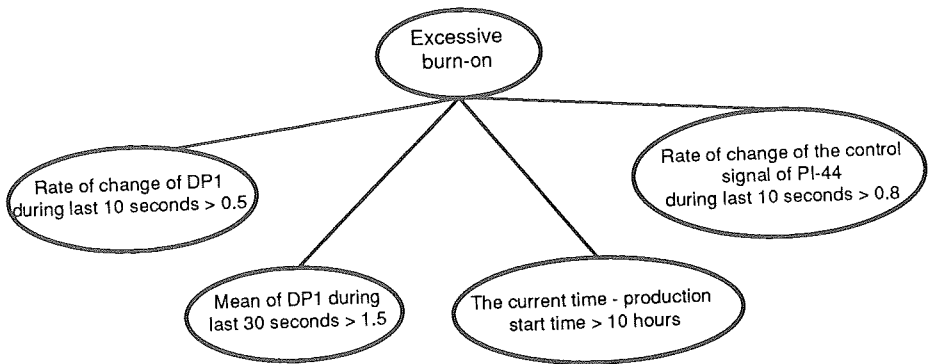 Excessive
burn-on
Rate of change of DP1
during last 10 seconds > 0.5
Rate of change of the control
signal of PI-44
during last 10 seconds > 0.8
Mean of DP1 during
last 30 seconds > 1.5
The current time - production
start time > 10 hours